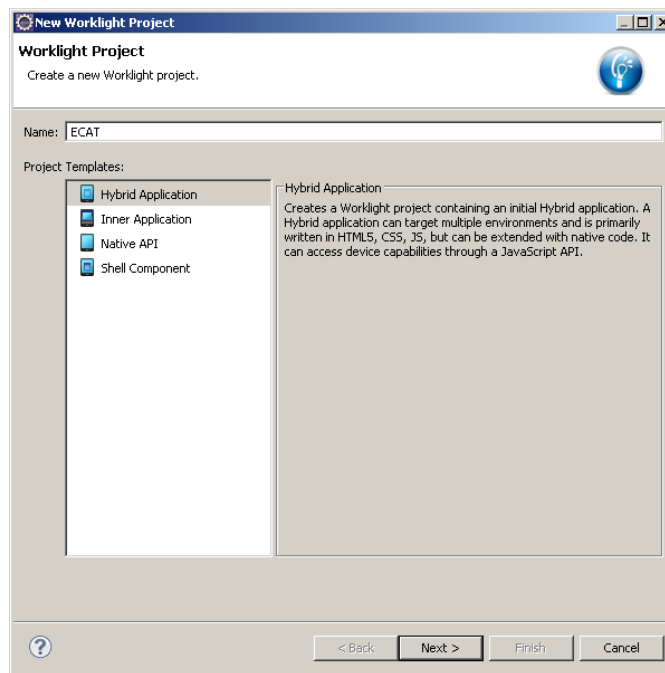 New Worklight Project
Worklight Project
Create a new Worklight project.
Name: ECAT
Project Templates:
Hybrid Application
Inner Application
Native API
Shell Component
Hybrid Application
Creates a Worklight project containing an initial Hybrid application. A
Hybrid application can target multiple environments and is primarily
written in HTML5, CSS, JS, but can be extended with native code. It
can access device capabilities through a JavaScript API.
?
< Back Next > Finish Cancel